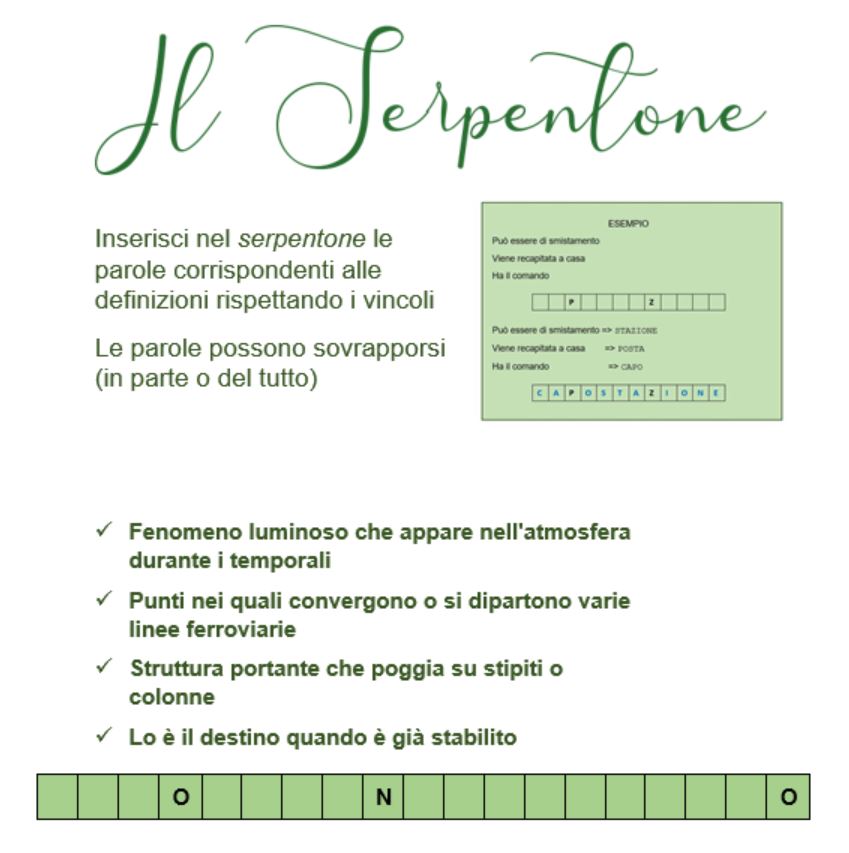 Il Serpentone
Inserisci nel serpentone le
parole corrispondenti alle
definizioni rispettando i vincoli
Le parole possono sovrapporsi
(in parte o del tutto)
ESEMPIO
Può essere di smistamento
Viene recapitata a casa
Ha il comando
P Z
Può essere di smistamento => STAZIONE
Viene recapitata a casa => POSTA
Ha il comando => CAPO
C A P O S T A Z I O N E
✓ Fenomeno luminoso che appare nell'atmosfera
durante i temporali
✓ Punti nei quali convergono o si dipartono varie
linee ferroviarie
✓ Struttura portante che poggia su stipiti o
colonne
✓ Lo è il destino quando è già stabilito
O N O